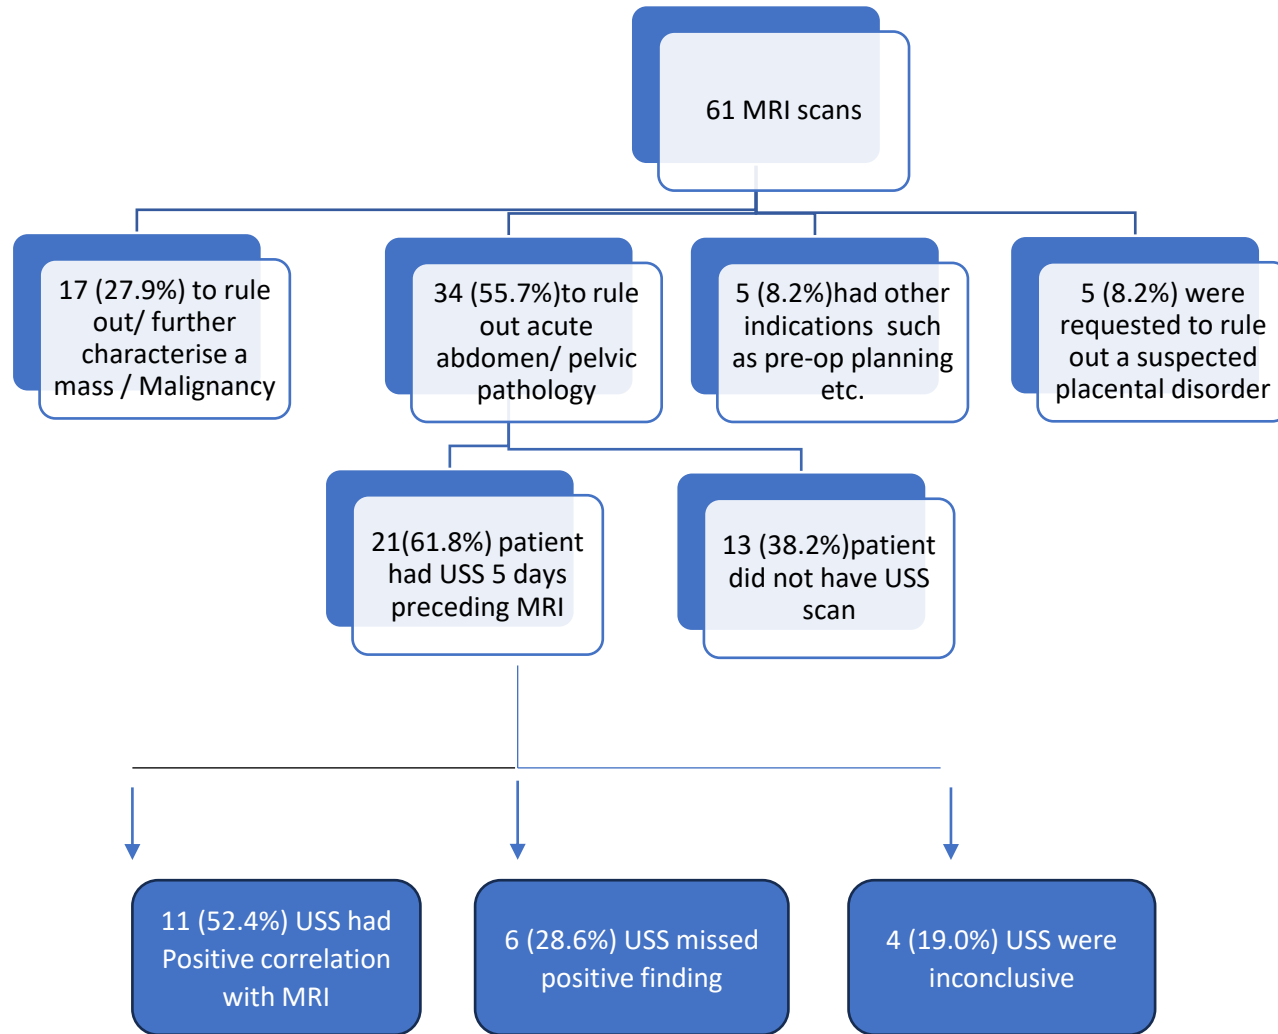 61 MRI scans
17 (27.9%) to rule
out/ further
characterise a
mass / Malignancy
34 (55.7%)to rule
out acute
abdomen/ pelvic
pathology
5 (8.2%)had other
indications such
as pre-op planning
etc.
5 (8.2%) were
requested to rule
out a suspected
placental disorder
21(61.8%) patient
had USS 5 days
preceding MRI
13 (38.2%)patient
did not have USS
scan
11 (52.4%) USS had
Positive correlation
with MRI
6 (28.6%) USS missed
positive finding
4 (19.0%) USS were
inconclusive